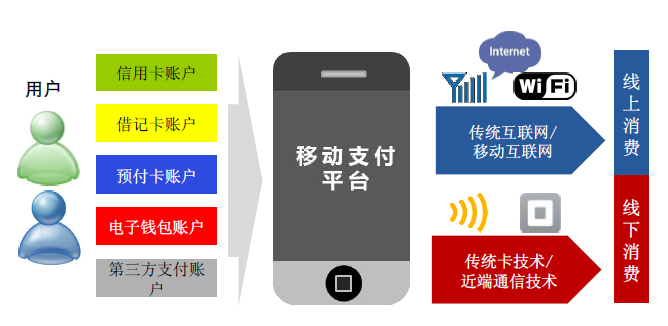 用户
信用卡账户
借记卡账户
预付卡账户
电子钱包账户
第三方支付账
户
移动支付
平台
Internet
WiFi
传统互联网/
移动互联网
线上消费
传统卡技术/
近端通信技术
线下消费